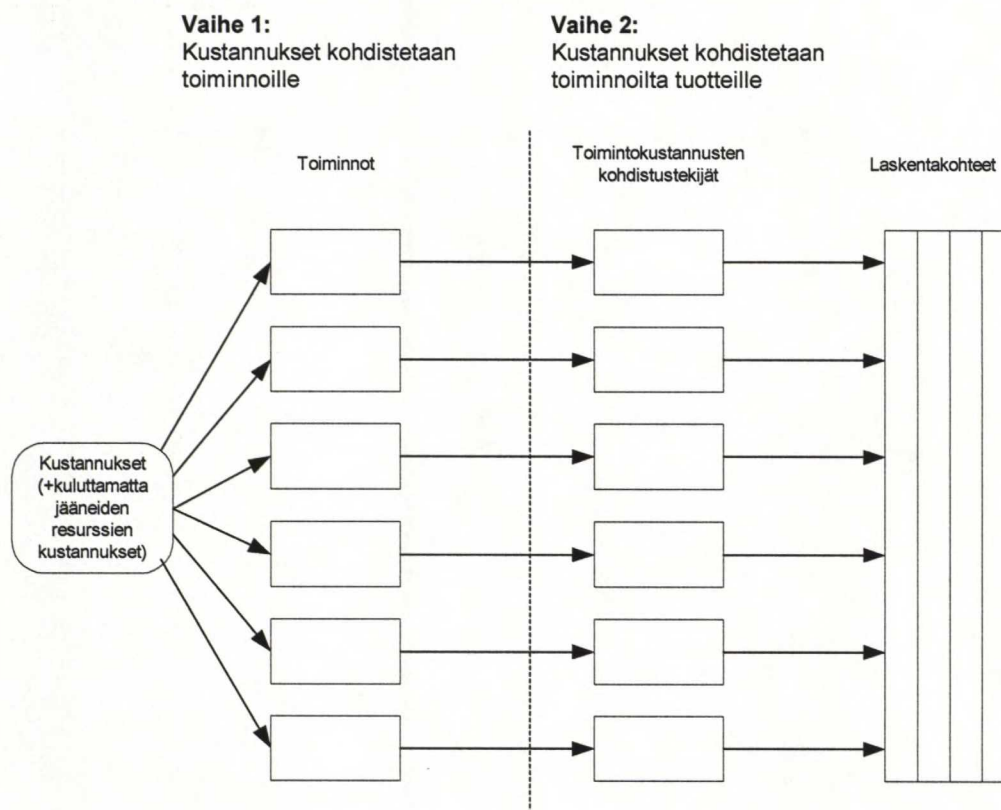 Vaihe 1:
Kustannukset kohdistetaan
toiminnoille
Vaihe 2:
Kustannukset kohdistetaan
toiminnoilta tuotteille
Toiminnot
Toimintokustannusten
kohdistustekijät
Laskentakohteet
Kustannukset
(+kuluttamatta
jääneiden
resurssien
kustannukset)